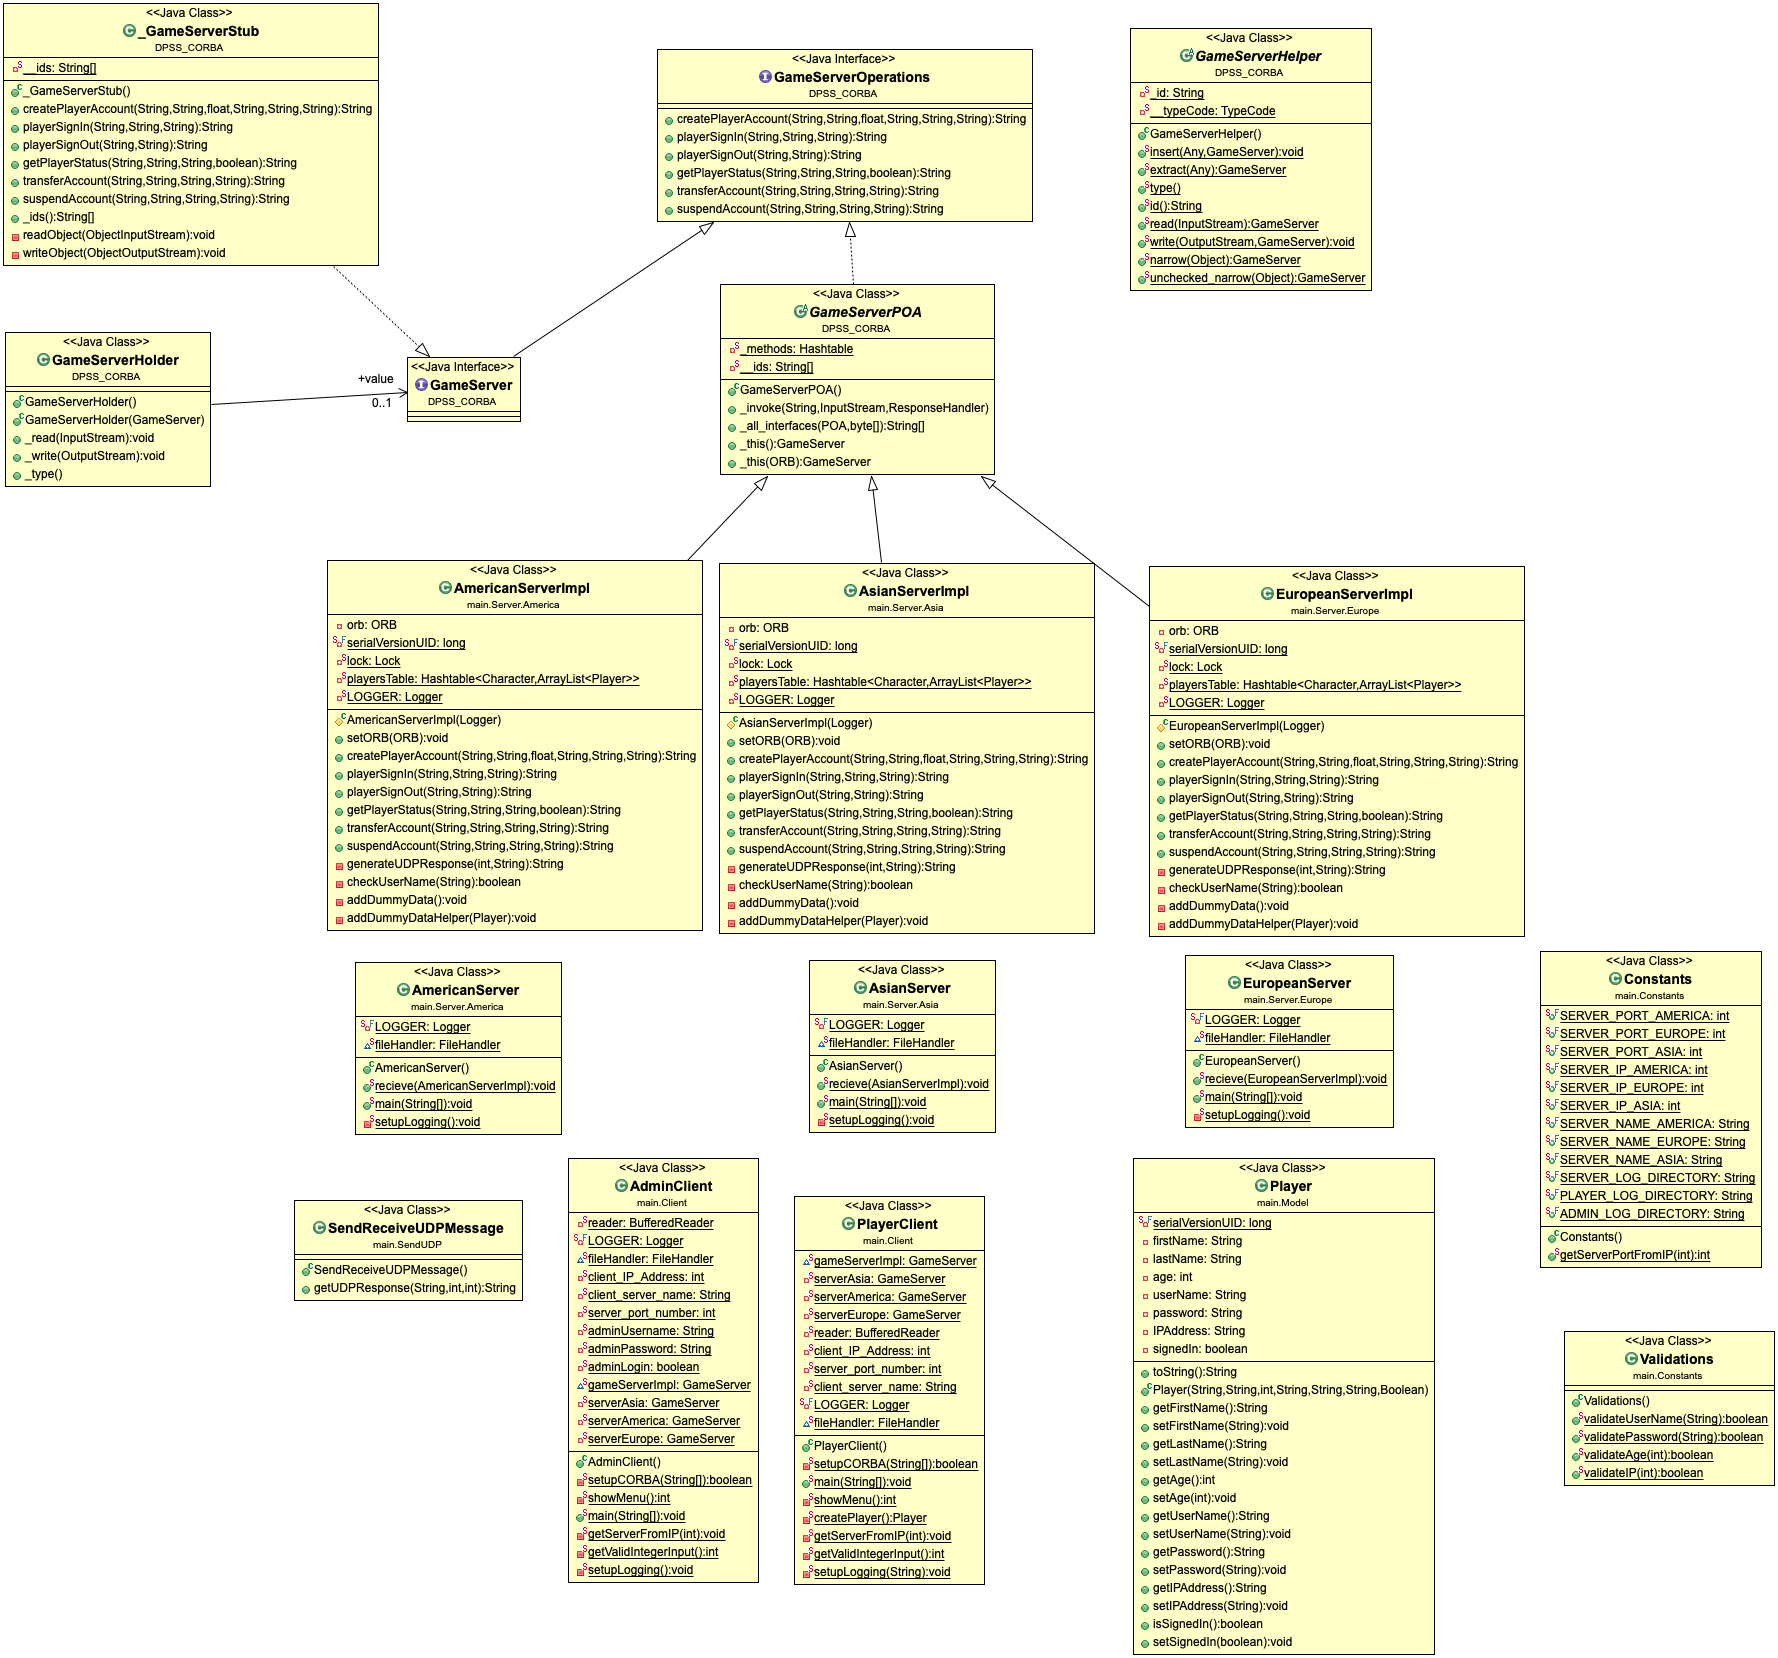 <<Java Class>>
_GameServerStub
DPSS_CORBA
__ids: String[]
_GameServerStub()
createPlayerAccount(String,String,float,String,String,String):String
playerSignIn(String,String,String):String
playerSignOut(String,String):String
getPlayerStatus(String,String,String,boolean):String
transferAccount(String,String,String,String):String
suspendAccount(String,String,String,String):String
_ids():String[]
readObject(ObjectInputStream):void
writeObject(ObjectOutputStream):void
<<Java Interface>>
GameServerOperations
DPSS_CORBA
createPlayerAccount(String,String,float,String,String,String):String
playerSignIn(String,String,String):String
playerSignOut(String,String):String
getPlayerStatus(String,String,String,boolean):String
transferAccount(String,String,String,String):String
suspendAccount(String,String,String,String):String
<<Java Class>>
GameServerHelper
DPSS_CORBA
_id: String
__typeCode: TypeCode
GameServerHelper()
insert(Any,GameServer):void
extract(Any):GameServer
type()
id():String
read(InputStream):GameServer
write(OutputStream,GameServer):void
narrow(Object):GameServer
unchecked_narrow(Object):GameServer
<<Java Class>>
GameServerHolder
DPSS_CORBA
GameServerHolder()
GameServerHolder(GameServer)
_read(InputStream):void
_write(OutputStream):void
_type()
+value
0..1
<<Java Interface>>
GameServer
DPSS_CORBA
<<Java Class>>
GameServerPOA
DPSS_CORBA
_methods: Hashtable
__ids: String[]
GameServerPOA()
_invoke(String,InputStream,ResponseHandler)
_all_interfaces(POA,byte[]):String[]
_this():GameServer
_this(ORB):GameServer
<<Java Class>>
AmericanServerImpl
main.Server.America
orb: ORB
serialVersionUID: long
lock: Lock
playersTable: Hashtable<Character,ArrayList<Player>>
LOGGER: Logger
AmericanServerImpl(Logger)
setORB(ORB):void
createPlayerAccount(String,String,float,String,String,String):String
playerSignIn(String,String,String):String
playerSignOut(String,String):String
getPlayerStatus(String,String,String,boolean):String
transferAccount(String,String,String,String):String
suspendAccount(String,String,String,String):String
generateUDPResponse(int,String):String
checkUserName(String):boolean
addDummyData():void
addDummyDataHelper(Player):void
<<Java Class>>
AsianServerImpl
main.Server.Asia
orb: ORB
serialVersionUID: long
lock: Lock
playersTable: Hashtable<Character,ArrayList<Player>>
LOGGER: Logger
AsianServerImpl(Logger)
setORB(ORB):void
createPlayerAccount(String,String,float,String,String,String):String
playerSignIn(String,String,String):String
playerSignOut(String,String):String
getPlayerStatus(String,String,String,boolean):String
transferAccount(String,String,String,String):String
suspendAccount(String,String,String,String):String
generateUDPResponse(int,String):String
checkUserName(String):boolean
addDummyData():void
addDummyDataHelper(Player):void
<<Java Class>>
EuropeanServerImpl
main.Server.Europe
orb: ORB
serialVersionUID: long
lock: Lock
playersTable: Hashtable<Character,ArrayList<Player>>
LOGGER: Logger
EuropeanServerImpl(Logger)
setORB(ORB):void
createPlayerAccount(String,String,float,String,String,String):String
playerSignIn(String,String,String):String
playerSignOut(String,String):String
getPlayerStatus(String,String,String,boolean):String
transferAccount(String,String,String,String):String
suspendAccount(String,String,String,String):String
generateUDPResponse(int,String):String
checkUserName(String):boolean
addDummyData():void
addDummyDataHelper(Player):void
<<Java Class>>
AmericanServer
main.Server.America
LOGGER: Logger
fileHandler: FileHandler
AmericanServer()
recieve(AmericanServerImpl):void
main(String[]):void
setupLogging():void
<<Java Class>>
AsianServer
main.Server.Asia
LOGGER: Logger
fileHandler: FileHandler
AsianServer()
recieve(AsianServerImpl):void
main(String[]):void
setupLogging():void
<<Java Class>>
EuropeanServer
main.Server.Europe
LOGGER: Logger
fileHandler: FileHandler
EuropeanServer()
recieve(EuropeanServerImpl):void
main(String[]):void
setupLogging():void
<<Java Class>>
Constants
main.Constants
SERVER_PORT_AMERICA: int
SERVER_PORT_EUROPE: int
SERVER_PORT_ASIA: int
SERVER_IP_AMERICA: int
SERVER_IP_EUROPE: int
SERVER_IP_ASIA: int
SERVER_NAME_AMERICA: String
SERVER_NAME_EUROPE: String
SERVER_NAME_ASIA: String
SERVER_LOG_DIRECTORY: String
PLAYER_LOG_DIRECTORY: String
ADMIN_LOG_DIRECTORY: String
Constants()
getServerPortFromIP(int):int
<<Java Class>>
SendReceiveUDPMessage
main.SendUDP
SendReceiveUDPMessage()
getUDPResponse(String,int,int):String
<<Java Class>>
AdminClient
main.Client
reader: BufferedReader
LOGGER: Logger
fileHandler: FileHandler
client_IP_Address: int
client_server_name: String
server_port_number: int
adminUsername: String
adminPassword: String
adminLogin: boolean
gameServerImpl: GameServer
serverAsia: GameServer
serverAmerica: GameServer
serverEurope: GameServer
AdminClient()
setupCORBA(String[]):boolean
showMenu():int
main(String[]):void
getServerFromIP(int):void
getValidIntegerInput():int
setupLogging():void
<<Java Class>>
PlayerClient
main.Client
gameServerImpl: GameServer
serverAsia: GameServer
serverAmerica: GameServer
serverEurope: GameServer
reader: BufferedReader
client_IP_Address: int
server_port_number: int
client_server_name: String
LOGGER: Logger
fileHandler: FileHandler
PlayerClient()
setupCORBA(String[]):boolean
main(String[]):void
showMenu():int
createPlayer():Player
getServerFromIP(int):void
getValidIntegerInput():int
setupLogging(String):void
<<Java Class>>
Player
main.Model
serialVersionUID: long
firstName: String
lastName: String
age: int
userName: String
password: String
IPAddress: String
signedIn: boolean
toString():String
Player(String,String,int,String,String,String,Boolean)
getFirstName():String
setFirstName(String):void
getLastName():String
setLastName(String):void
getAge():int
setAge(int):void
getUserName():String
setUserName(String):void
getPassword():String
setPassword(String):void
getIPAddress():String
setIPAddress(String):void
isSignedIn():boolean
setSignedIn(boolean):void
<<Java Class>>
Validations
main.Constants
Validations()
validateUserName(String):boolean
validatePassword(String):boolean
validateAge(int):boolean
validateIP(int):boolean